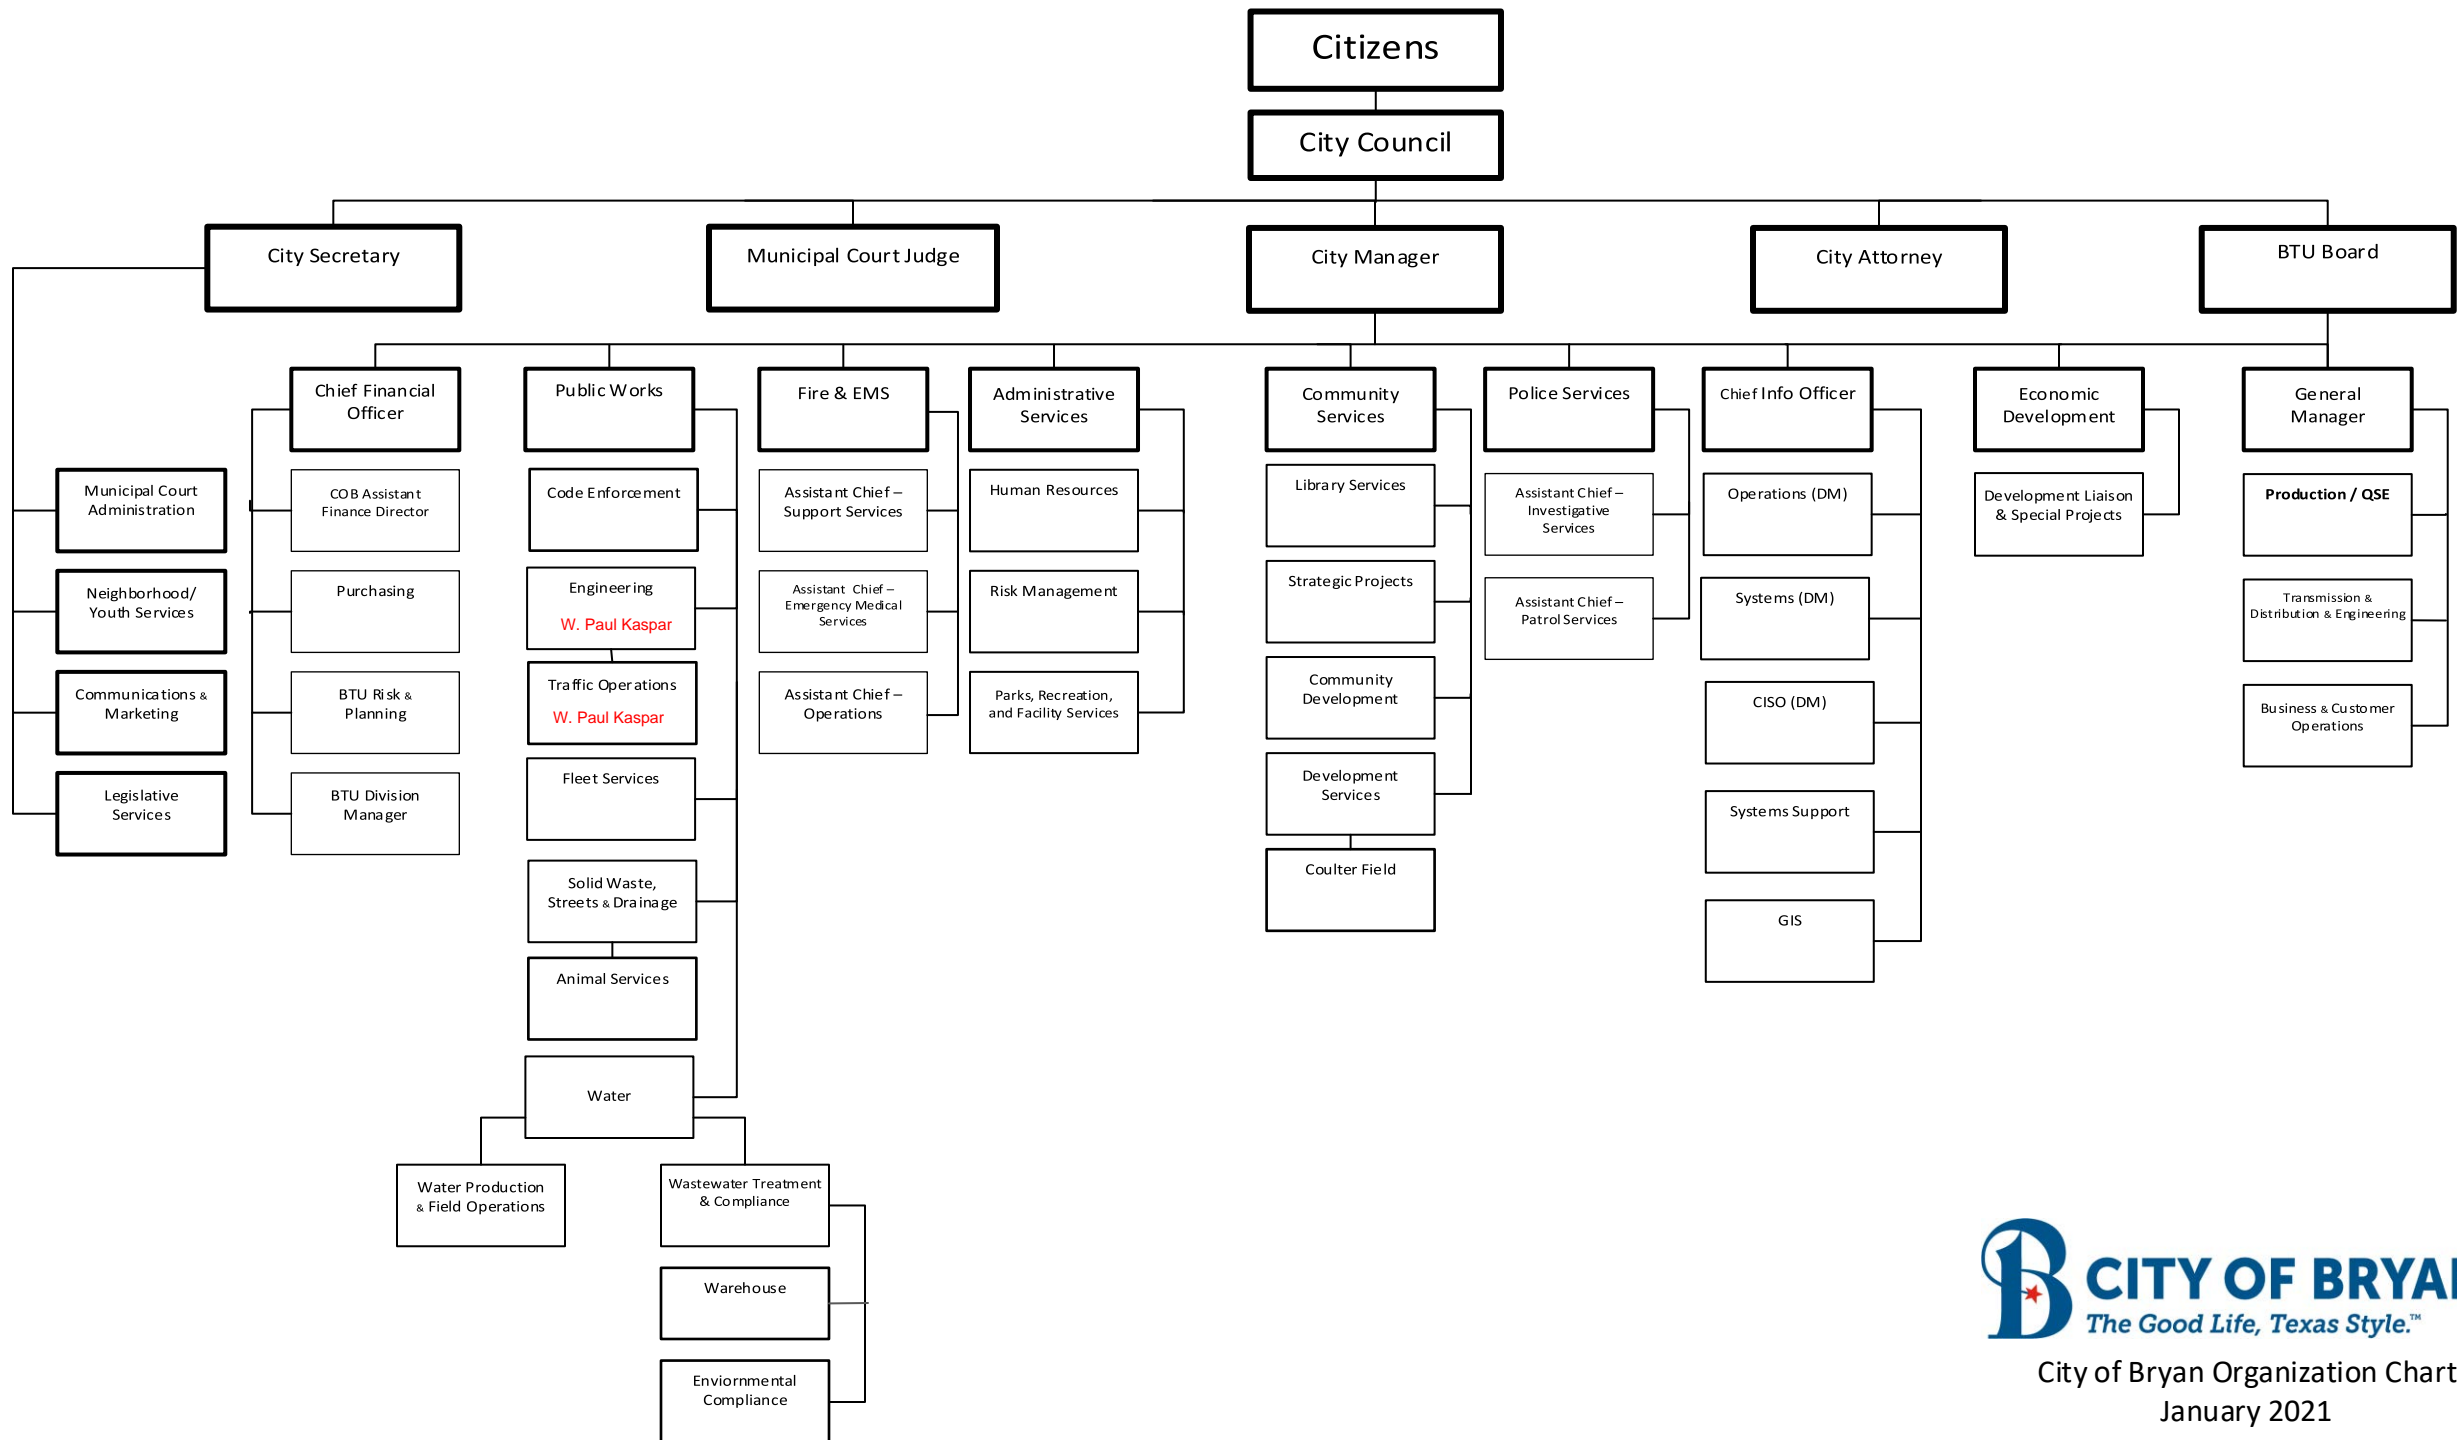 Citizens
City Council
City Secretary
Municipal Court Judge
City Manager
City Attorney
BTU Board
Chief Financial
Officer
Public Works
Fire & EMS
Administrative
Services
Community
Services
Police Services
Chief Info Officer
Economic
Development
General
Manager
Municipal Court
Administration
Neighborhood/
Youth Services
Communications &
Marketing
Legislative
Services
COB Assistant
Finance Director
Purchasing
BTU Risk &
Planning
BTU Division
Manager
Code Enforcement
Engineering
W. Paul Kaspar
Traffic Operations
W. Paul Kaspar
Fleet Services
Solid Waste,
Streets & Drainage
Animal Services
Water
Water Production
& Field Operations
Wastewater Treatment
& Compliance
Warehouse
Enviornmental
Compliance
Assistant Chief –
Support Services
Assistant Chief –
Emergency Medical
Services
Assistant Chief –
Operations
Human Resources
Risk Management
Parks, Recreation,
and Facility Services
Library Services
Strategic Projects
Community
Development
Development
Services
Coulter Field
Assistant Chief –
Investigative
Services
Assistant Chief –
Patrol Services
Operations (DM)
Systems (DM)
CISO (DM)
Systems Support
GIS
Development Liaison
& Special Projects
Production / QSE
Transmission &
Distribution & Engineering
Business & Customer
Operations
B CITY OF BRYAN
The Good Life, Texas Style.™
City of Bryan Organization Chart
January 2021